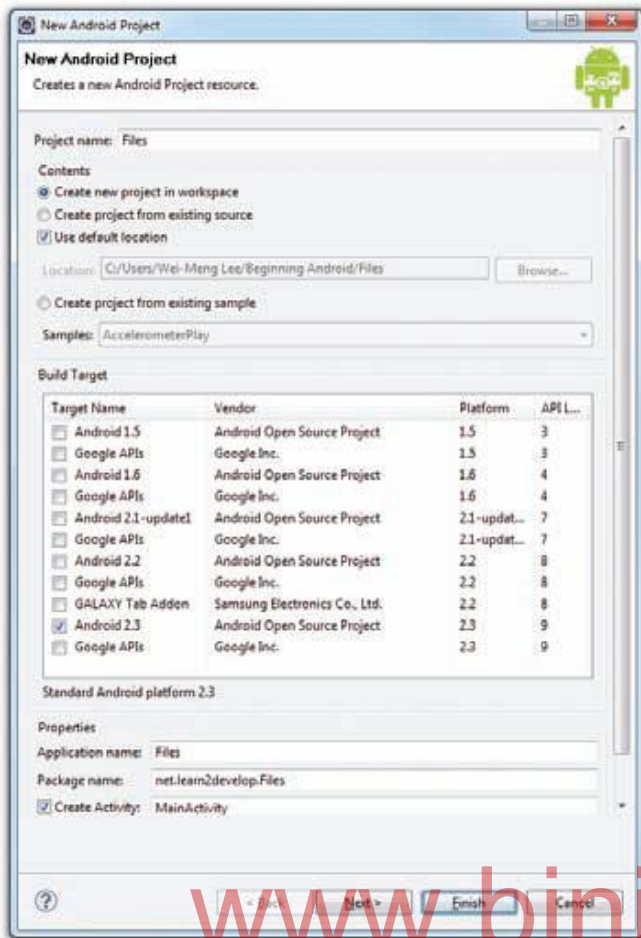 New Android Project
New Android Project
Creates a new Android Project resource.
Project name: Files
Contents
Create new project in workspace
Create project from existing source
Use default location
Location: C:/Users/Wei-Meng Lee/Beginning Android/Files Browse...
Create project from existing sample
Samples: AccelerometerPlay
Build Target
Target Name Vendor Platform API L...
Android 1.5 Android Open Source Project 1.5 3
Google APIs Google Inc. 1.5 3
Android 1.6 Android Open Source Project 1.6 4
Google APIs Google Inc. 1.6 4
Android 2.1-update1 Android Open Source Project 2.1-updat... 7
Google APIs Google Inc. 2.1-updat... 7
Android 2.2 Android Open Source Project 2.2 8
Google APIs Google Inc. 2.2 8
GALAXY Tab Addon Samsung Electronics Co., Ltd. 2.2 8
Android 2.3 Android Open Source Project 2.3 9
Google APIs Google Inc. 2.3 9
Standard Android platform 2.3
Properties
Application name: Files
Package name: net.learn2develop.Files
Create Activity: MainActivity
? < Back Next > Finish Cancel
www.bini